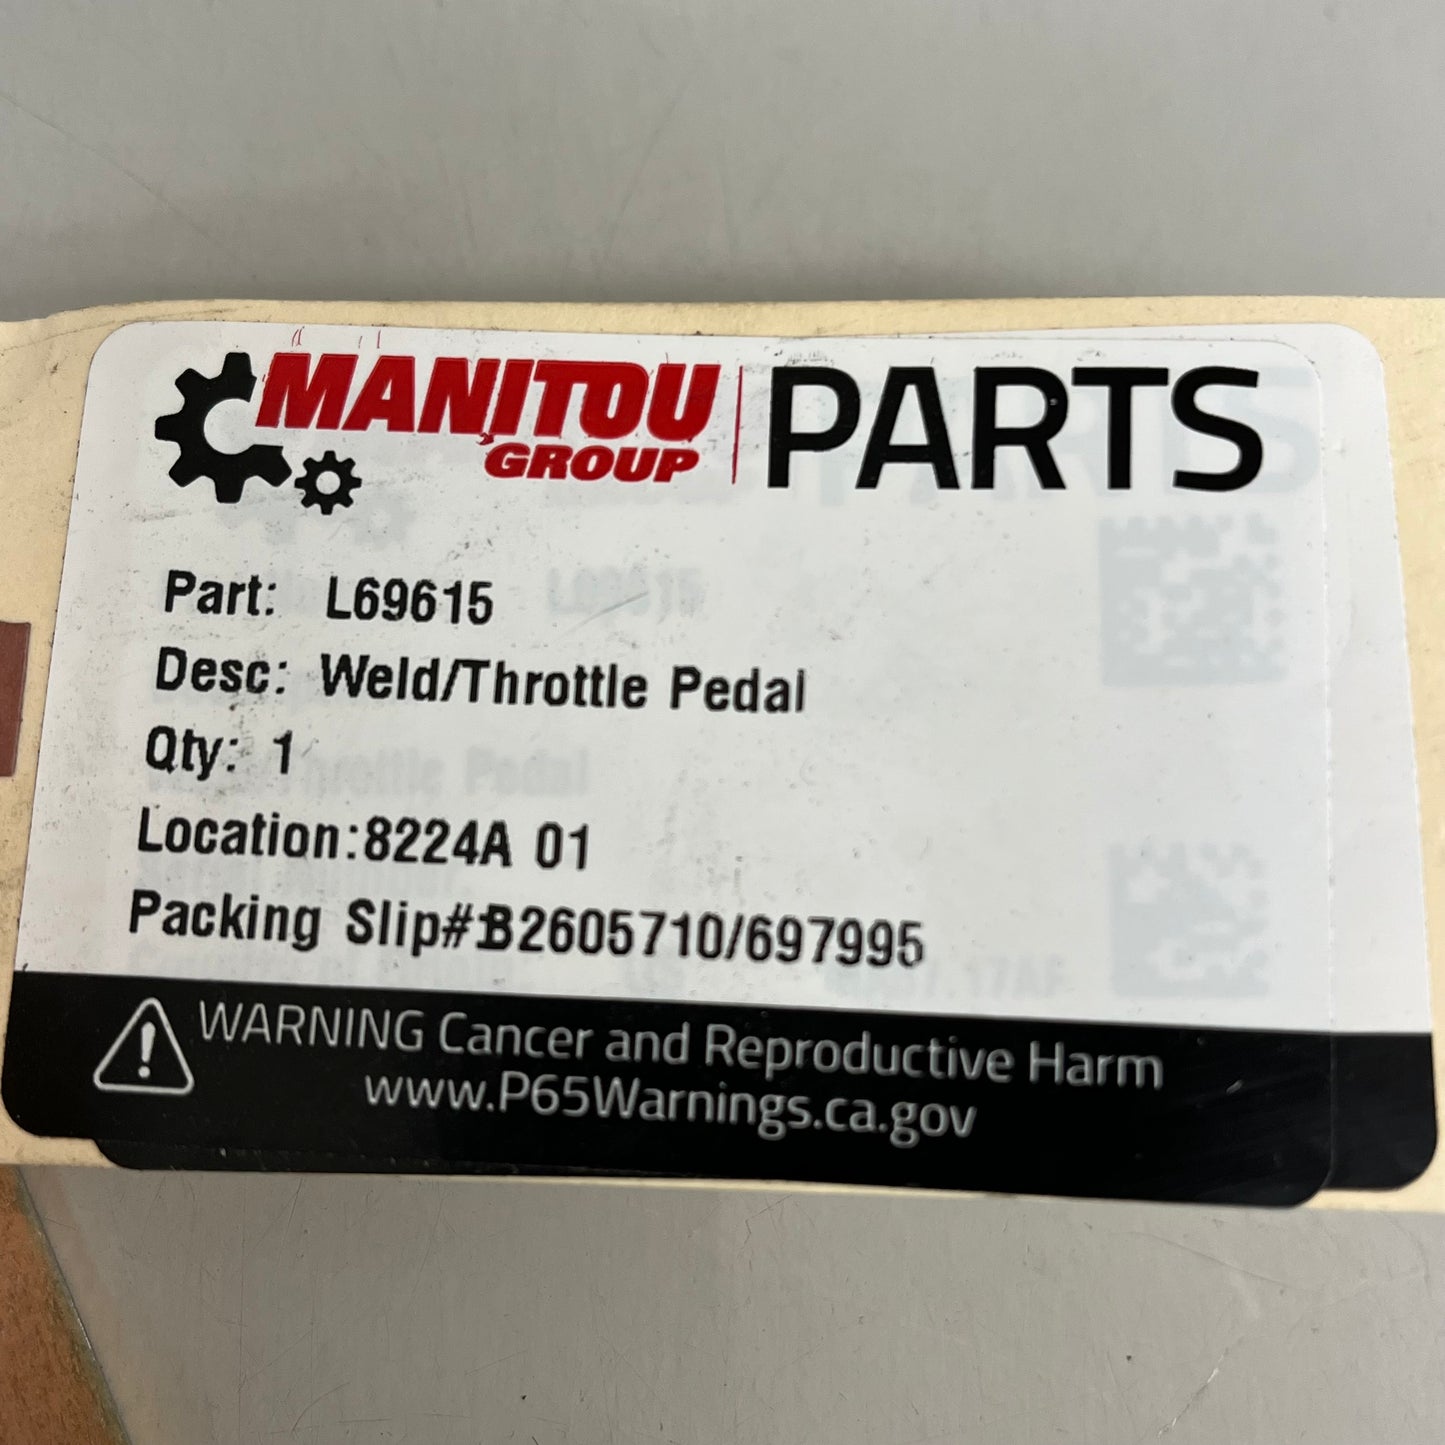 MANITOU
GROUP
PARTS
Part: L69615
Desc: Weld/Throttle Pedal
Qty: 1
Location:8224A 01
Packing Slip#:B2605710/697995
WARNING Cancer and Reproductive Harm
www.P65Warnings.ca.gov